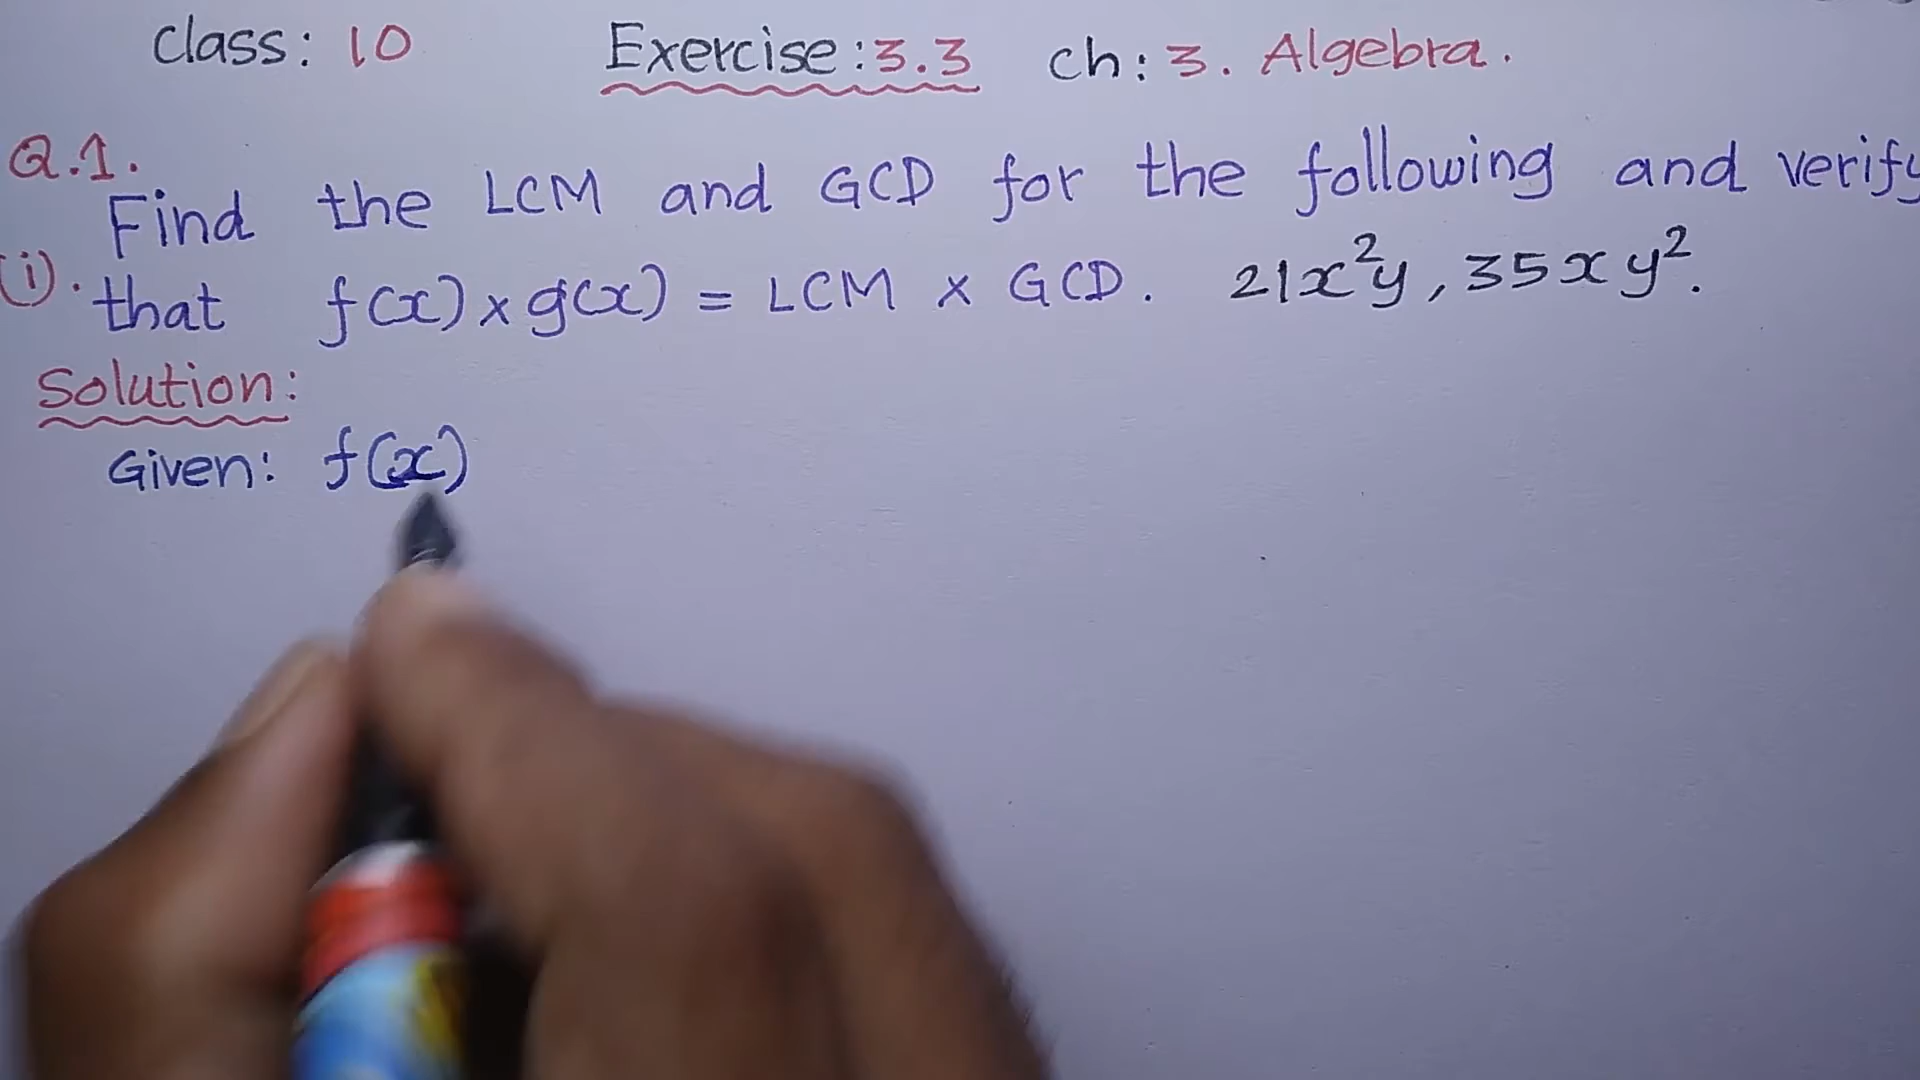 Class: 10 Exercise: 3.3 ch: 3. Algebra.
Q.1.
Find the LCM and GCD for the following and verify
(i). that f(x) x g(x) = LCM x GCD. 21x²y, 35xy².
Solution:
Given: f(x)